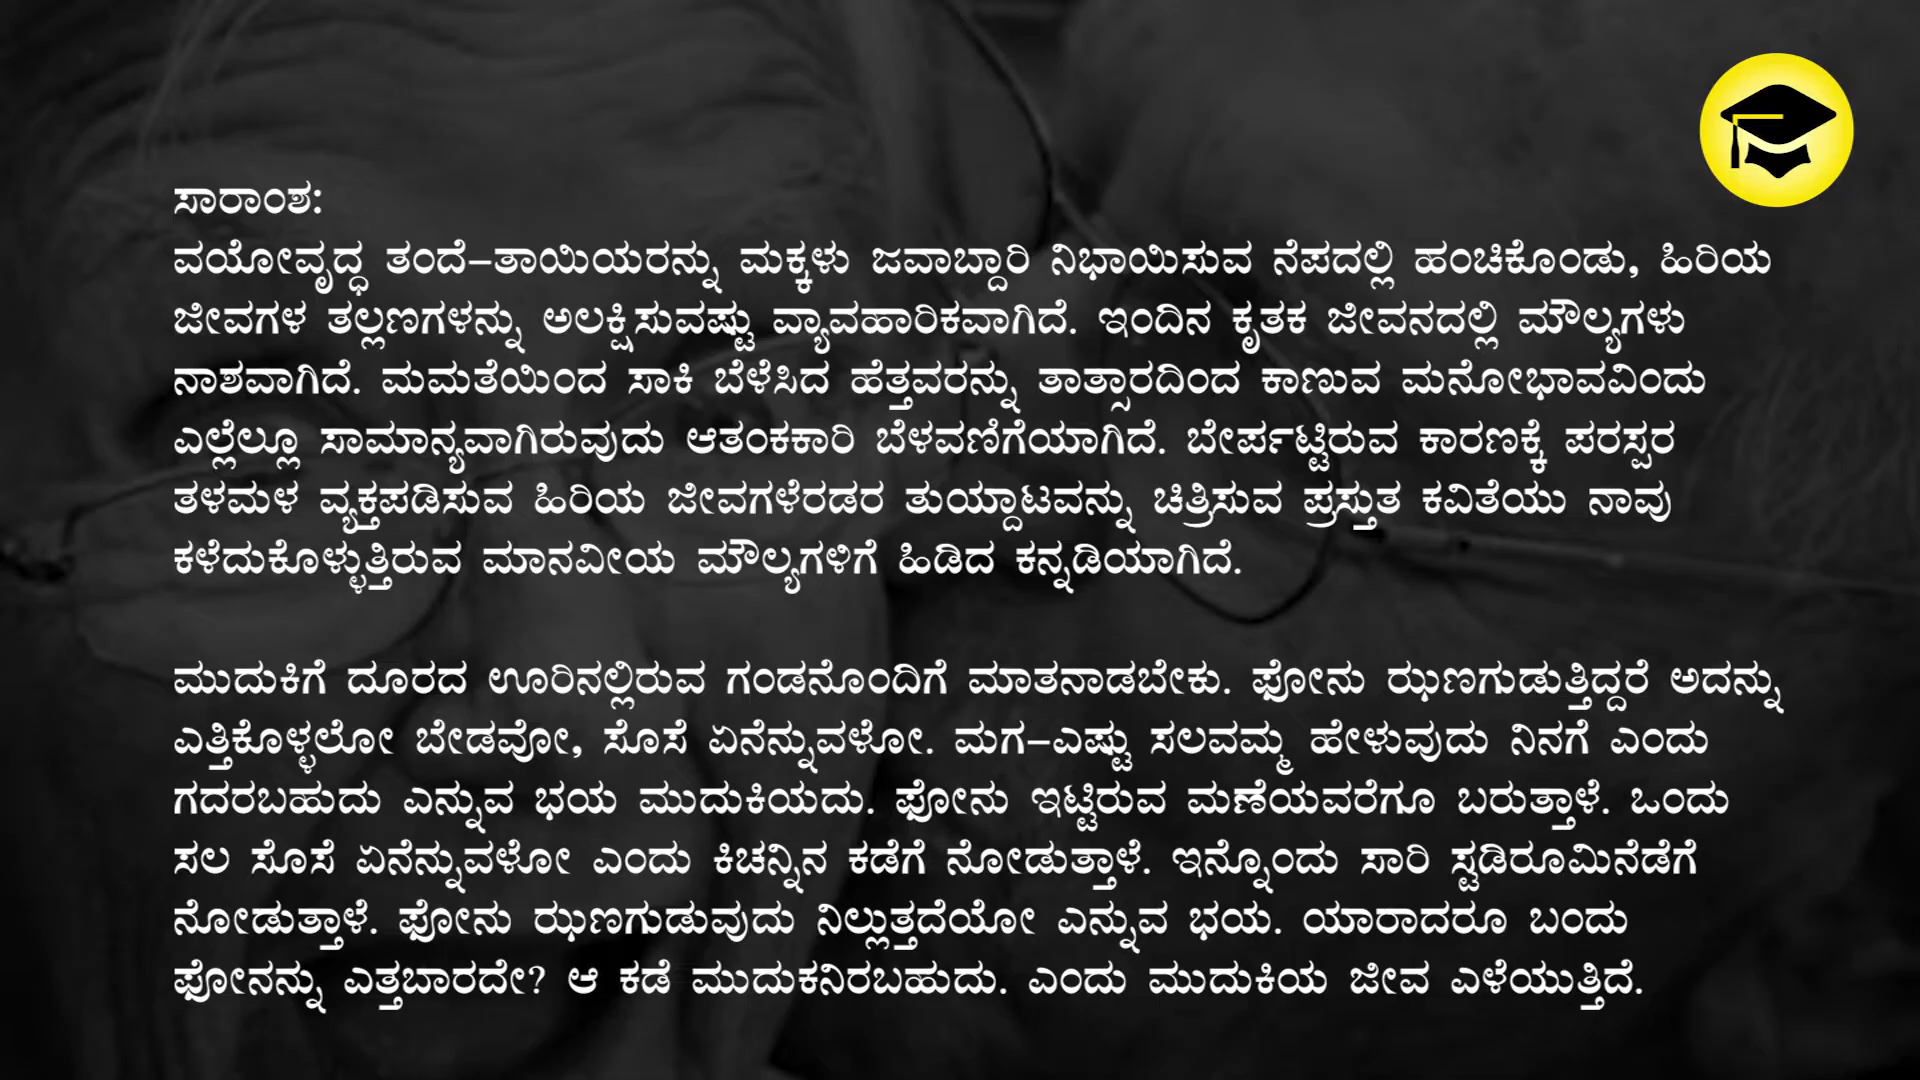 ಸಾರಾಂಶ:
ವಯೋವೃದ್ಧ ತಂದೆ–ತಾಯಿಯರನ್ನು ಮಕ್ಕಳು ಜವಾಬ್ದಾರಿ ನಿಭಾಯಿಸುವ ನೆಪದಲ್ಲಿ ಹಂಚಿಕೊಂಡು, ಹಿರಿಯ
ಜೀವಗಳ ತಲ್ಲಣಗಳನ್ನು ಅಲಕ್ಷಿಸುವಷ್ಟು ವ್ಯಾವಹಾರಿಕವಾಗಿದೆ. ಇಂದಿನ ಕೃತಕ ಜೀವನದಲ್ಲಿ ಮೌಲ್ಯಗಳು
ನಾಶವಾಗಿದೆ. ಮಮತೆಯಿಂದ ಸಾಕಿ ಬೆಳೆಸಿದ ಹೆತ್ತವರನ್ನು ತಾತ್ಸಾರದಿಂದ ಕಾಣುವ ಮನೋಭಾವವಿಂದು
ಎಲ್ಲೆಲ್ಲೂ ಸಾಮಾನ್ಯವಾಗಿರುವುದು ಆತಂಕಕಾರಿ ಬೆಳವಣಿಗೆಯಾಗಿದೆ. ಬೇರ್ಪಟ್ಟಿರುವ ಕಾರಣಕ್ಕೆ ಪರಸ್ಪರ
ತಳಮಳ ವ್ಯಕ್ತಪಡಿಸುವ ಹಿರಿಯ ಜೀವಗಳೆರಡರ ತುಯ್ದಾಟವನ್ನು ಚಿತ್ರಿಸುವ ಪ್ರಸ್ತುತ ಕವಿತೆಯು ನಾವು
ಕಳೆದುಕೊಳ್ಳುತ್ತಿರುವ ಮಾನವೀಯ ಮೌಲ್ಯಗಳಿಗೆ ಹಿಡಿದ ಕನ್ನಡಿಯಾಗಿದೆ.
ಮುದುಕಿಗೆ ದೂರದ ಊರಿನಲ್ಲಿರುವ ಗಂಡನೊಂದಿಗೆ ಮಾತನಾಡಬೇಕು. ಫೋನು ಝಣಗುಡುತ್ತಿದ್ದರೆ ಅದನ್ನು
ಎತ್ತಿಕೊಳ್ಳಲೋ ಬೇಡವೋ, ಸೊಸೆ ಏನೆನ್ನುವಳೋ. ಮಗ–ಎಷ್ಟು ಸಲವಮ್ಮ ಹೇಳುವುದು ನಿನಗೆ ಎಂದು
ಗದರಬಹುದು ಎನ್ನುವ ಭಯ ಮುದುಕಿಯದು. ಫೋನು ಇಟ್ಟಿರುವ ಮಣೆಯವರೆಗೂ ಬರುತ್ತಾಳೆ. ಒಂದು
ಸಲ ಸೊಸೆ ಏನೆನ್ನುವಳೋ ಎಂದು ಕಿಚನ್ನಿನ ಕಡೆಗೆ ನೋಡುತ್ತಾಳೆ. ಇನ್ನೊಂದು ಸಾರಿ ಸ್ಟಡಿರೂಮಿನೆಡೆಗೆ
ನೋಡುತ್ತಾಳೆ. ಫೋನು ಝಣಗುಡುವುದು ನಿಲ್ಲುತ್ತದೆಯೋ ಎನ್ನುವ ಭಯ. ಯಾರಾದರೂ ಬಂದು
ಫೋನನ್ನು ಎತ್ತಬಾರದೇ? ಆ ಕಡೆ ಮುದುಕನಿರಬಹುದು. ಎಂದು ಮುದುಕಿಯ ಜೀವ ಎಳೆಯುತ್ತಿದೆ.